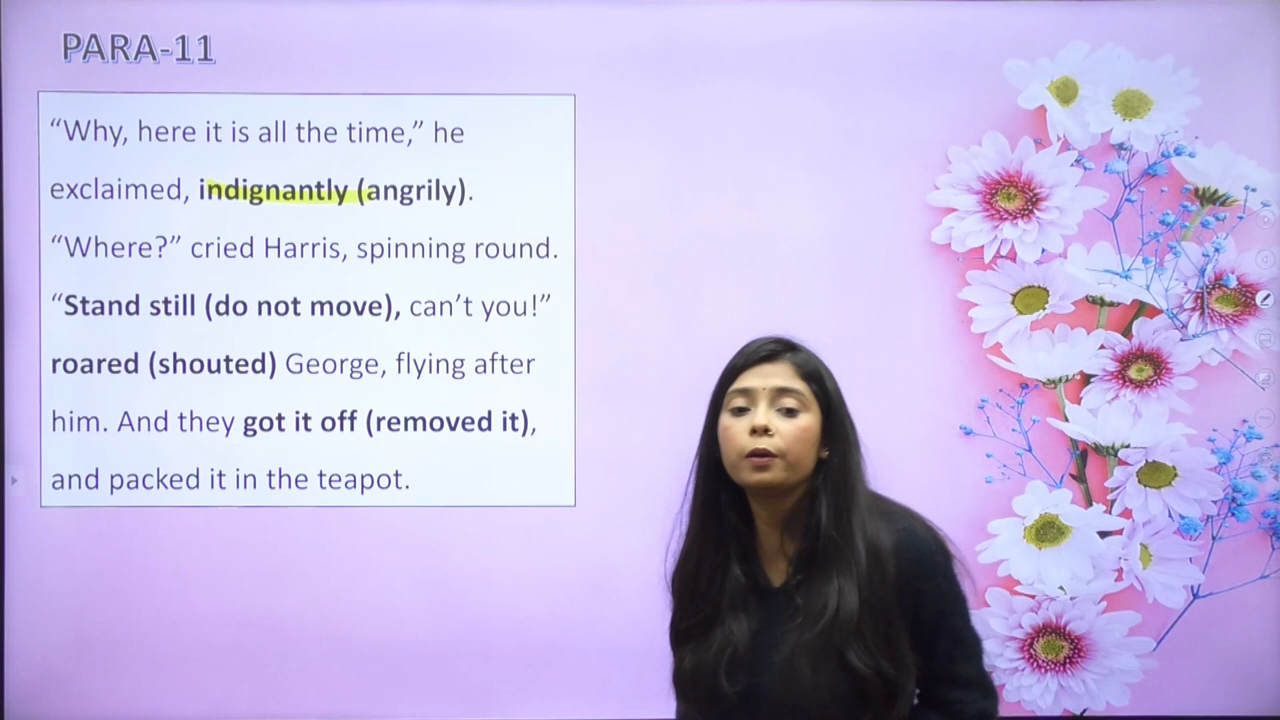 PARA-11
“Why, here it is all the time,” he
exclaimed, indignantly (angrily).
“Where?” cried Harris, spinning round.
“Stand still (do not move), can’t you!”
roared (shouted) George, flying after
him. And they got it off (removed it),
and packed it in the teapot.